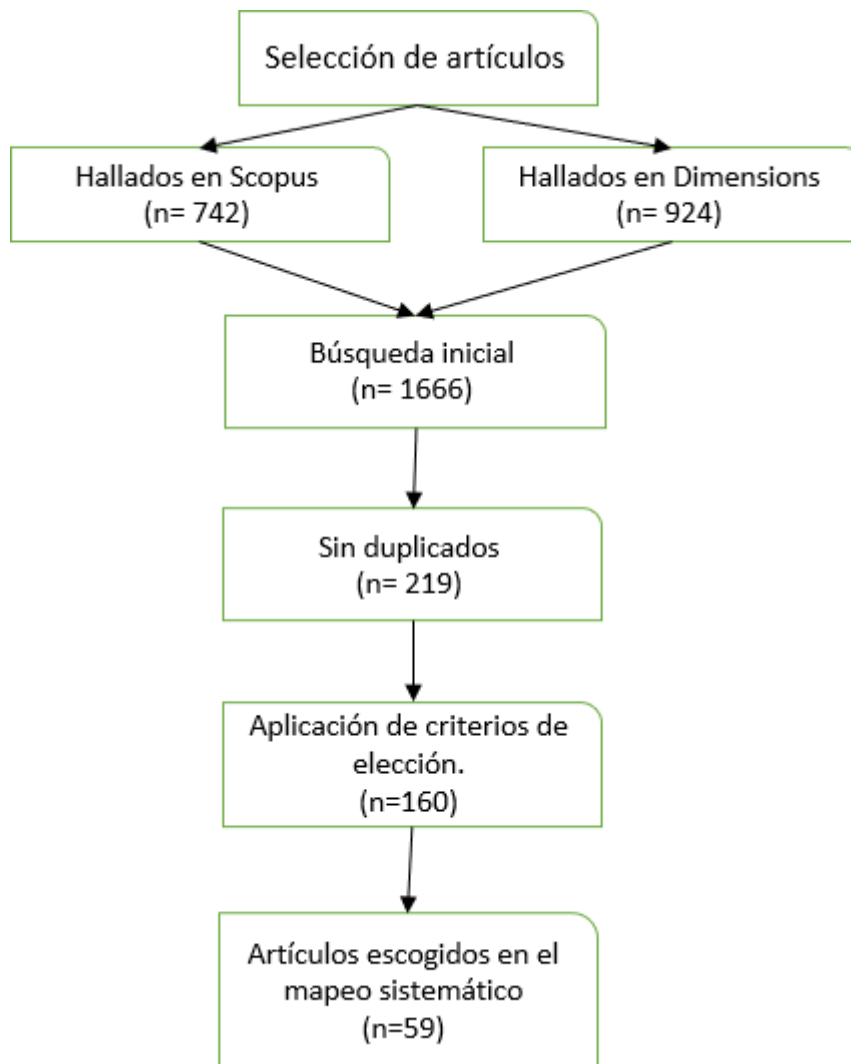 Selección de artículos
Hallados en Scopus
(n= 742)
Hallados en Dimensions
(n= 924)
Búsqueda inicial
(n= 1666)
Sin duplicados
(n= 219)
Aplicación de criterios de
elección.
(n=160)
Artículos escogidos en el
mapeo sistemático
(n=59)